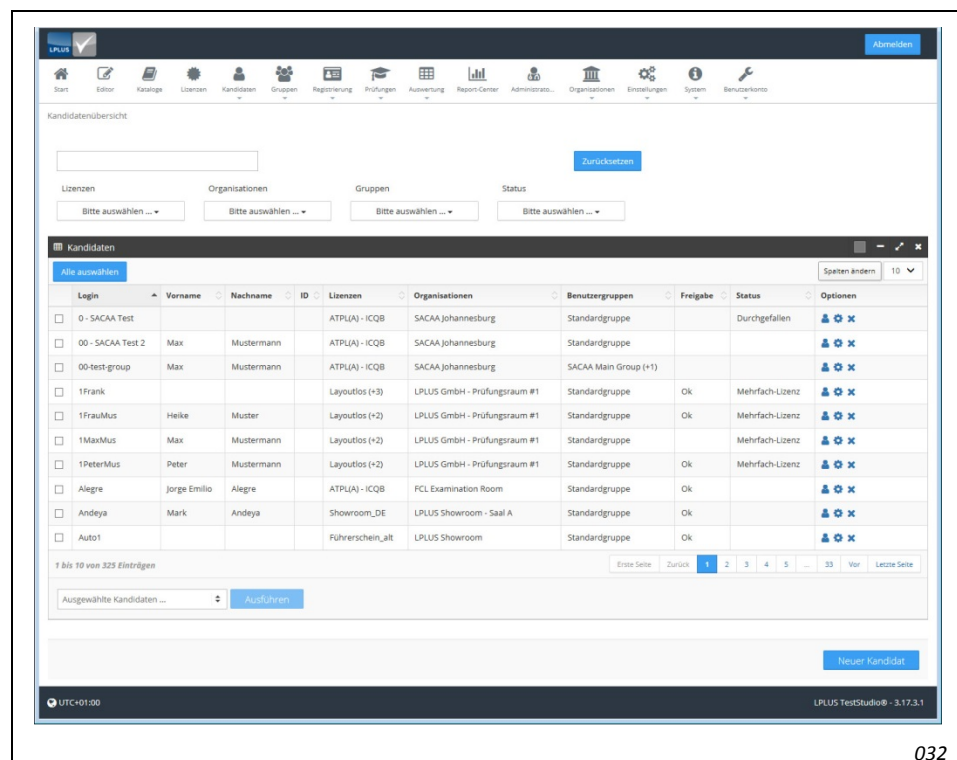 LPLUS
Abmelden
Start Editor Kataloge Lizenzen Kandidaten Gruppen Registrierung Prüfungen Auswertung Report-Center Administrato... Organisationen Einstellungen System Benutzerkonto
Kandidatenübersicht
Zurücksetzen
Lizenzen Organisationen Gruppen Status
Bitte auswählen ... Bitte auswählen ... Bitte auswählen ... Bitte auswählen ...
Kandidaten
Alle auswählen Spalten ändern 10
Login Vorname Nachname ID Lizenzen Organisationen Benutzergruppen Freigabe Status Optionen
0 - SACAA Test ATPL(A) - ICQB SACAA Johannesburg Standardgruppe Durchgefallen
00 - SACAA Test 2 Max Mustermann ATPL(A) - ICQB SACAA Johannesburg Standardgruppe
00-test-group Max Mustermann ATPL(A) - ICQB SACAA Johannesburg SACAA Main Group (+1)
1Frank Layoutlos (+3) LPLUS GmbH - Prüfungsraum #1 Standardgruppe Ok Mehrfach-Lizenz
1FrauMus Heike Muster Layoutlos (+2) LPLUS GmbH - Prüfungsraum #1 Standardgruppe Ok Mehrfach-Lizenz
1MaxMus Max Mustermann Layoutlos (+2) LPLUS GmbH - Prüfungsraum #1 Standardgruppe Mehrfach-Lizenz
1PeterMus Peter Mustermann Layoutlos (+2) LPLUS GmbH - Prüfungsraum #1 Standardgruppe Ok Mehrfach-Lizenz
Alegre Jorge Emilio Alegre ATPL(A) - ICQB FCL Examination Room Standardgruppe Ok
Andeya Mark Andeya Showroom_DE LPLUS Showroom - Saal A Standardgruppe Ok
Auto1 Führerschein_alt LPLUS Showroom Standardgruppe Ok
1 bis 10 von 325 Einträgen Erste Seite Zurück 1 2 3 4 5 ... 33 Vor Letzte Seite
Ausgewählte Kandidaten ... Ausführen
Neuer Kandidat
UTC+01:00 LPLUS TestStudio® - 3.17.3.1
032